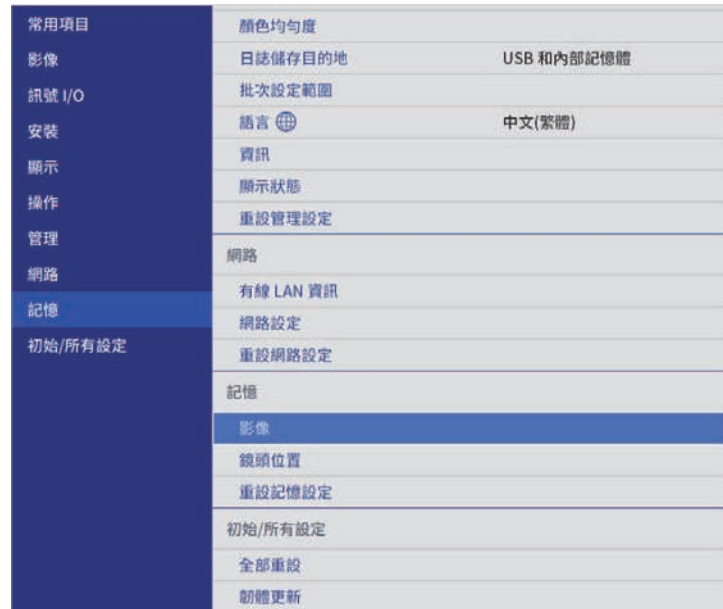 常用項目
影像
訊號 I/O
安裝
顯示
操作
管理
網路
記憶
初始/所有設定
顏色均勻度
日誌儲存目的地 USB 和內部記憶體
批次設定範圍
語言 中文(繁體)
資訊
顯示狀態
重設管理設定
網路
有線 LAN 資訊
網路設定
重設網路設定
記憶
影像
鏡頭位置
重設記憶設定
初始/所有設定
全部重設
韌體更新